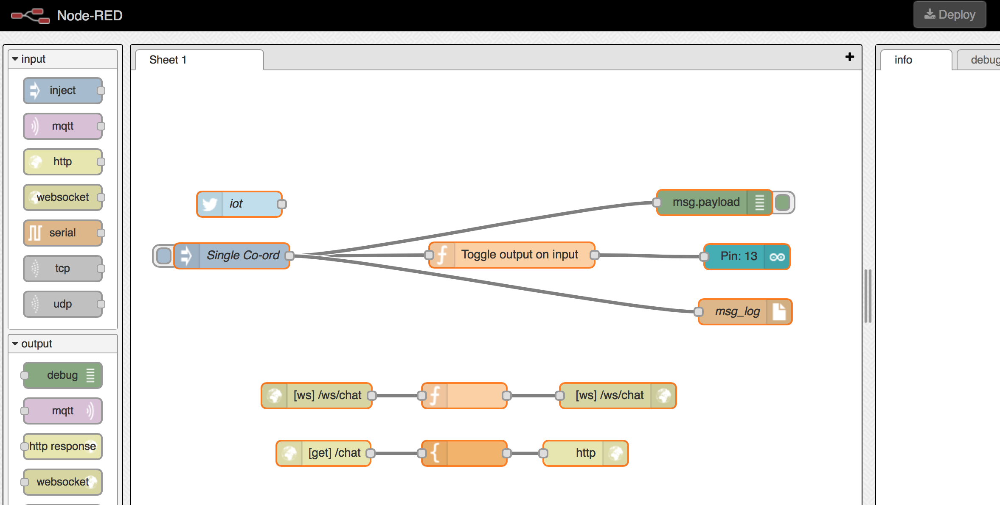 Node-RED
Deploy
input
inject
mqtt
http
websocket
serial
tcp
udp
output
debug
mqtt
http response
websocket
Sheet 1
iot
Single Co-ord
Toggle output on input
msg.payload
Pin: 13
msg_log
[ws] /ws/chat
[ws] /ws/chat
[get] /chat
http
info
debug